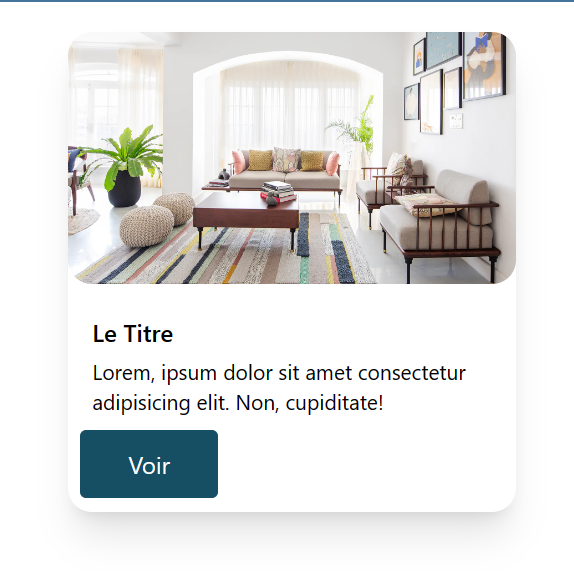 Le Titre
Lorem, ipsum dolor sit amet consectetur
adipisicing elit. Non, cupiditate!
Voir